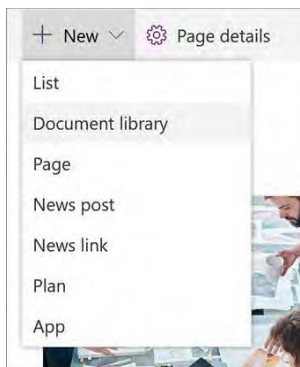 + New Page details
List
Document library
Page
News post
News link
Plan
App